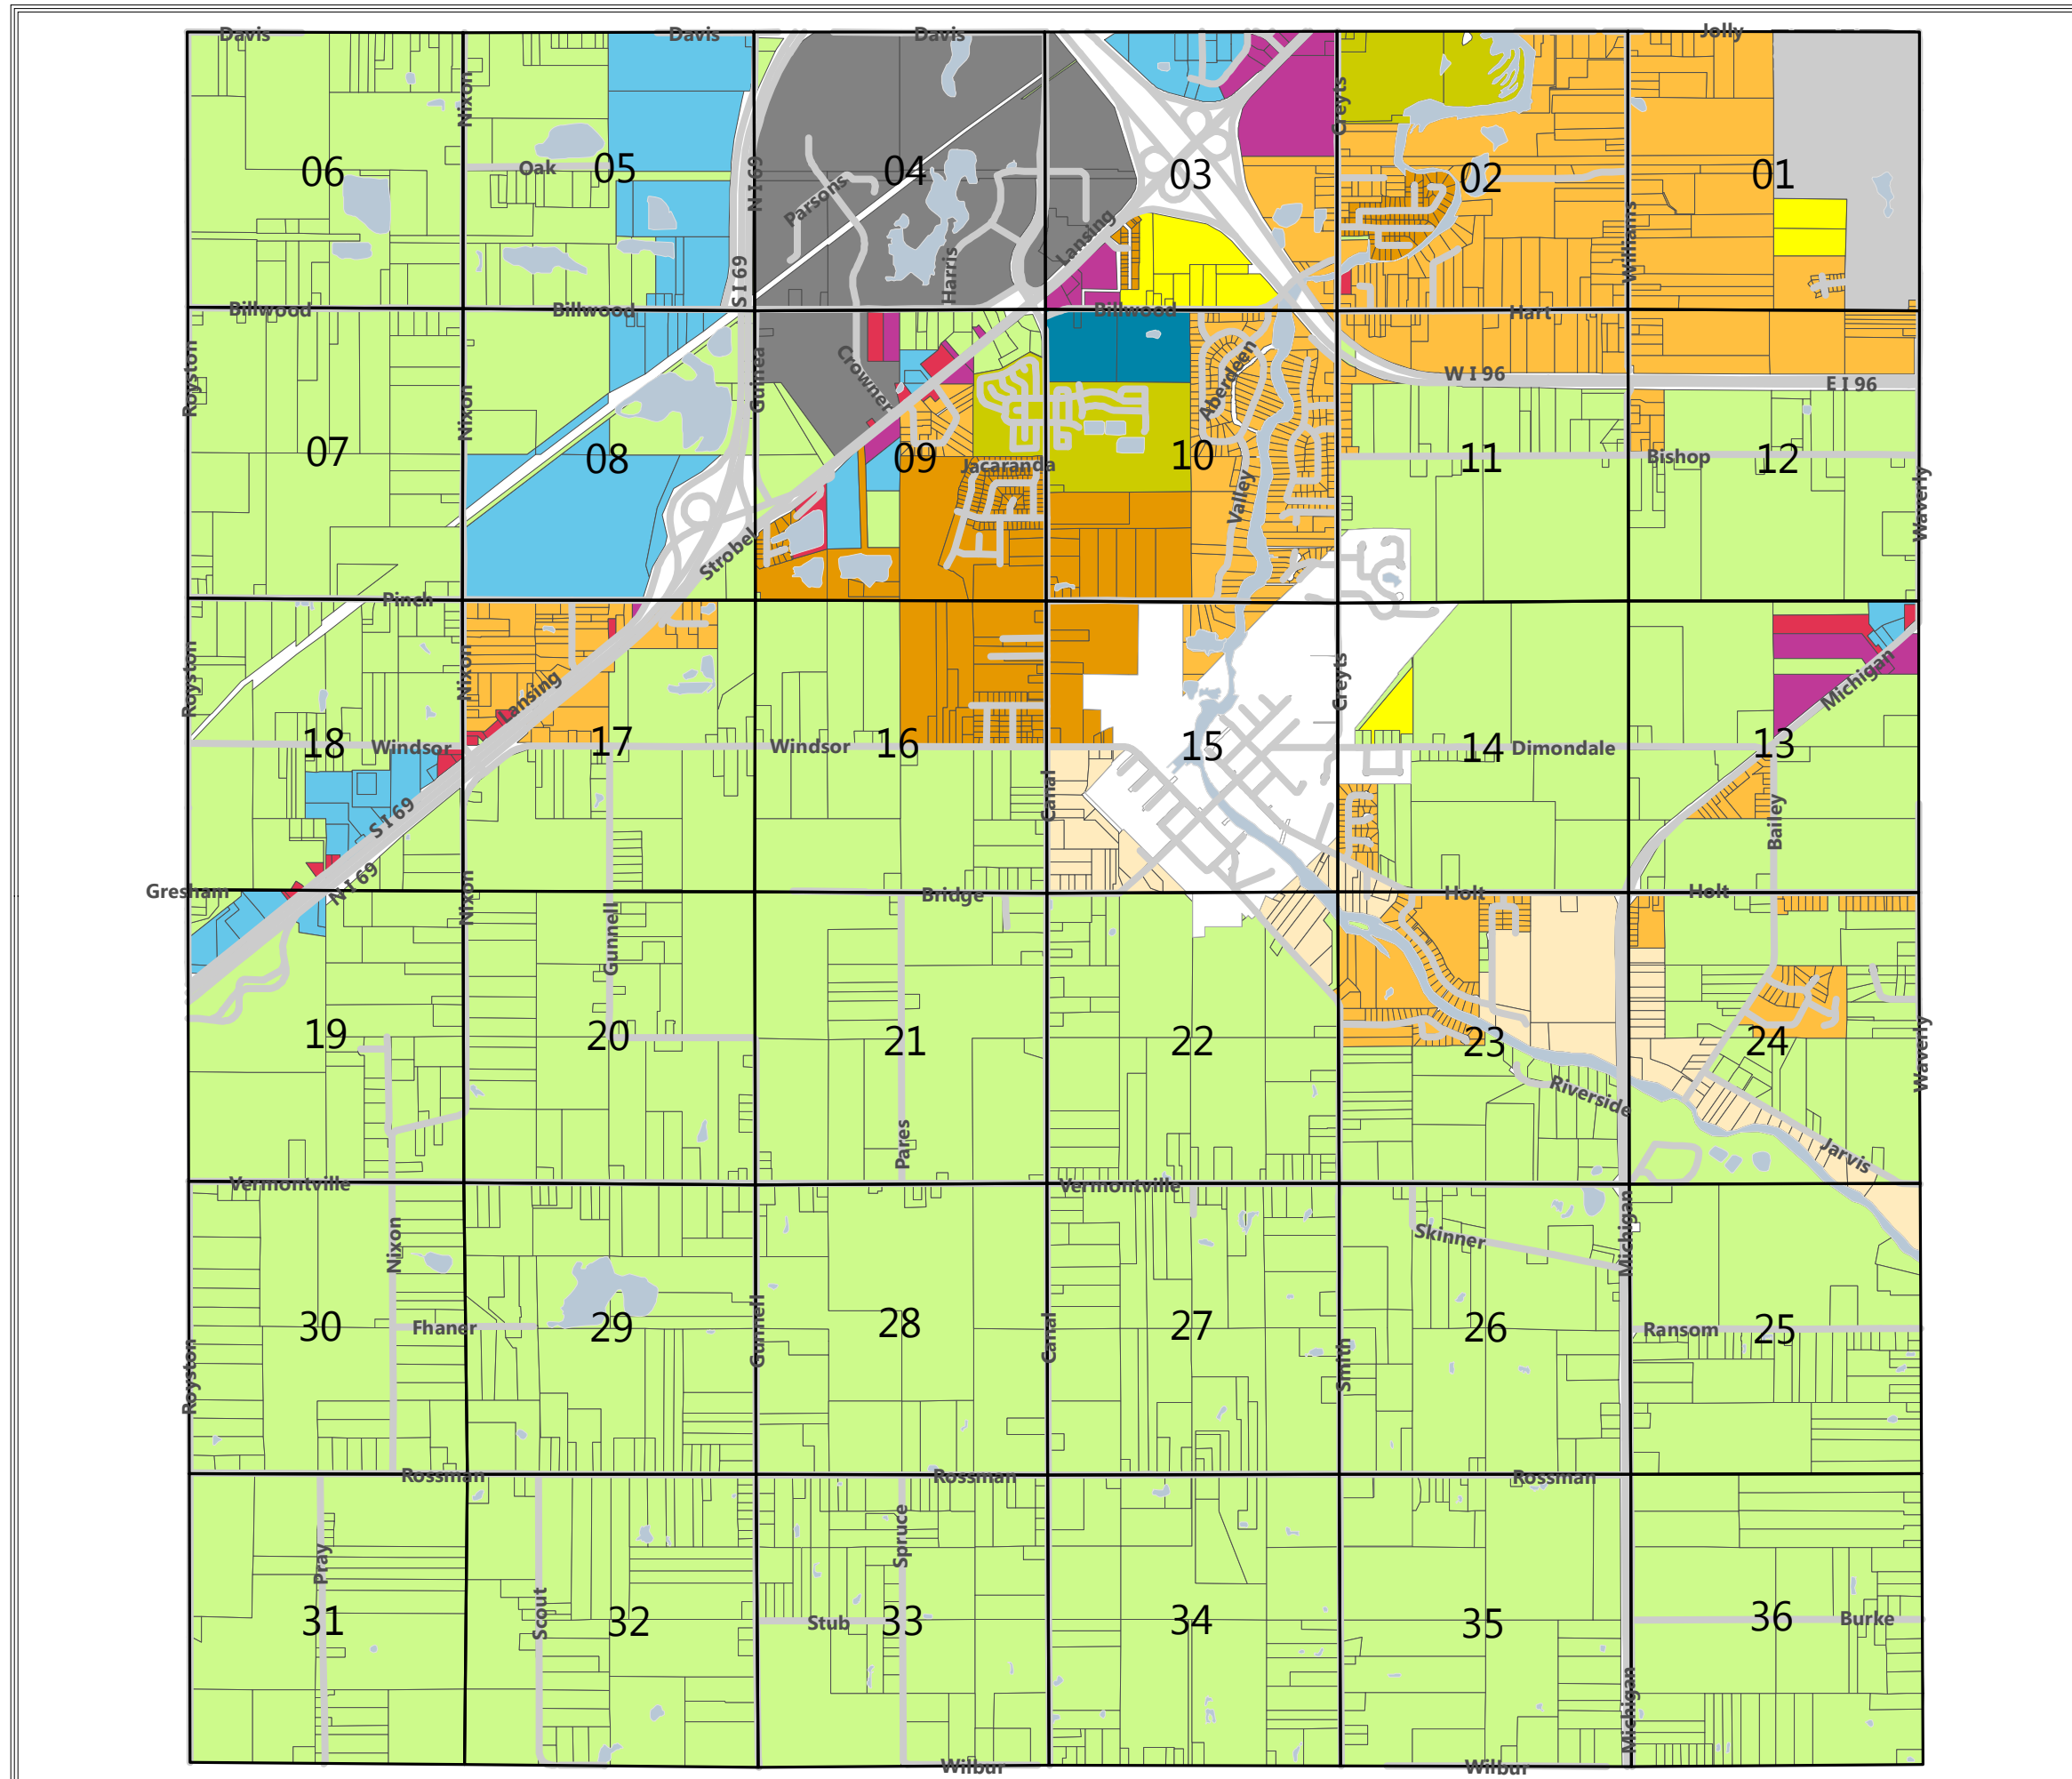 Davis
Davis
Davis
Jolly
Nixon
Creyts
06
Oak
05
N I 69
Parsons
04
03
02
01
Williams
Lansing
Harris
S I 69
Billwood
Billwood
Billwood
Hart
Royston
Nixon
Guinea
Crowner
Aberdeen
W I 96
E I 96
07
08
09
Jacaranda
10
11
Bishop
12
Valley
Waverly
Strobel
Pinch
Royston
Nixon
Lansing
Creyts
Michigan
18
Windsor
17
Windsor
16
15
14
Dimondale
13
Canal
Bailey
S I 69
N I 69
Gresham
Nixon
Bridge
Holt
Holt
Gunnell
19
20
21
22
23
24
Waverly
Riverside
Pares
Jarvis
Vermontville
Vermontville
Nixon
Skinner
Michigan
30
Fhaner
29
28
27
26
Ransom
25
Gunnell
Canal
Smith
Royston
Rossman
Rossman
Rossman
Pray
Scout
Spruce
31
32
Stub
33
34
35
36
Burke
Michigan
Wilbur
Wilbur